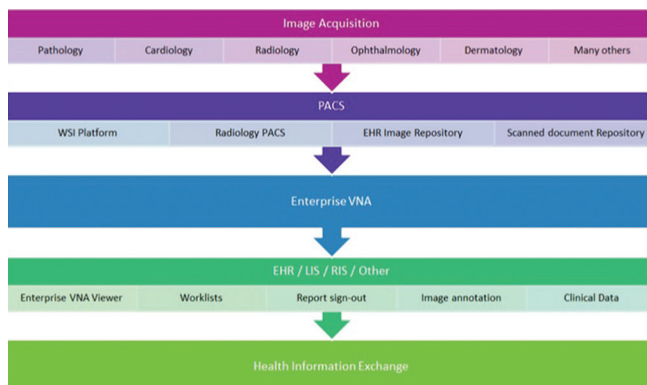 Image Acquisition
Pathology Cardiology Radiology Ophthalmology Dermatology Many others
PACS
WSI Platform Radiology PACS EHR Image Repository Scanned document Repository
Enterprise VNA
EHR / LIS / RIS / Other
Enterprise VNA Viewer Worklists Report sign-out Image annotation Clinical Data
Health Information Exchange